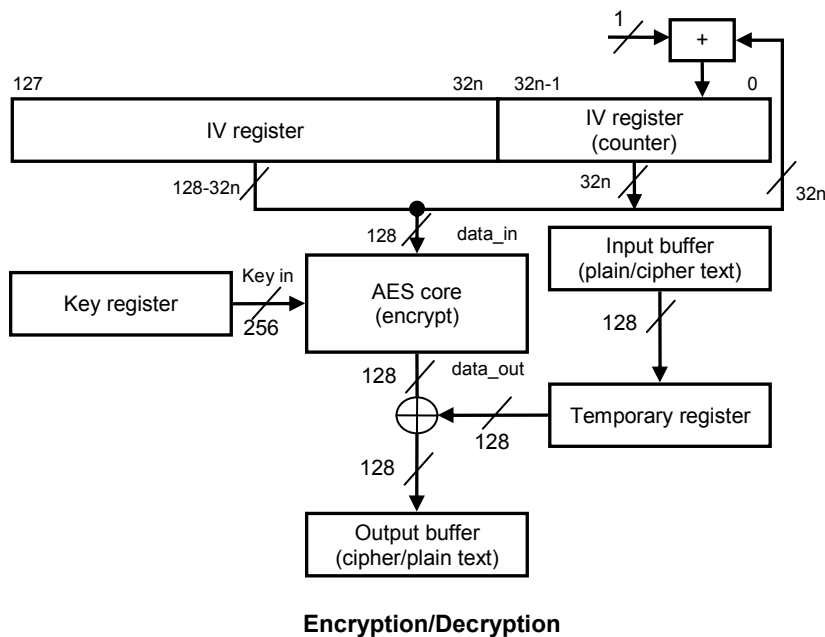 1
+
127
32n
32n-1
0
IV register
IV register
(counter)
128-32n
32n
32n
128
data_in
Input buffer
(plain/cipher text)
Key register
Key in
256
AES core
(encrypt)
128
128
data_out
Temporary register
128
128
Output buffer
(cipher/plain text)
Encryption/Decryption